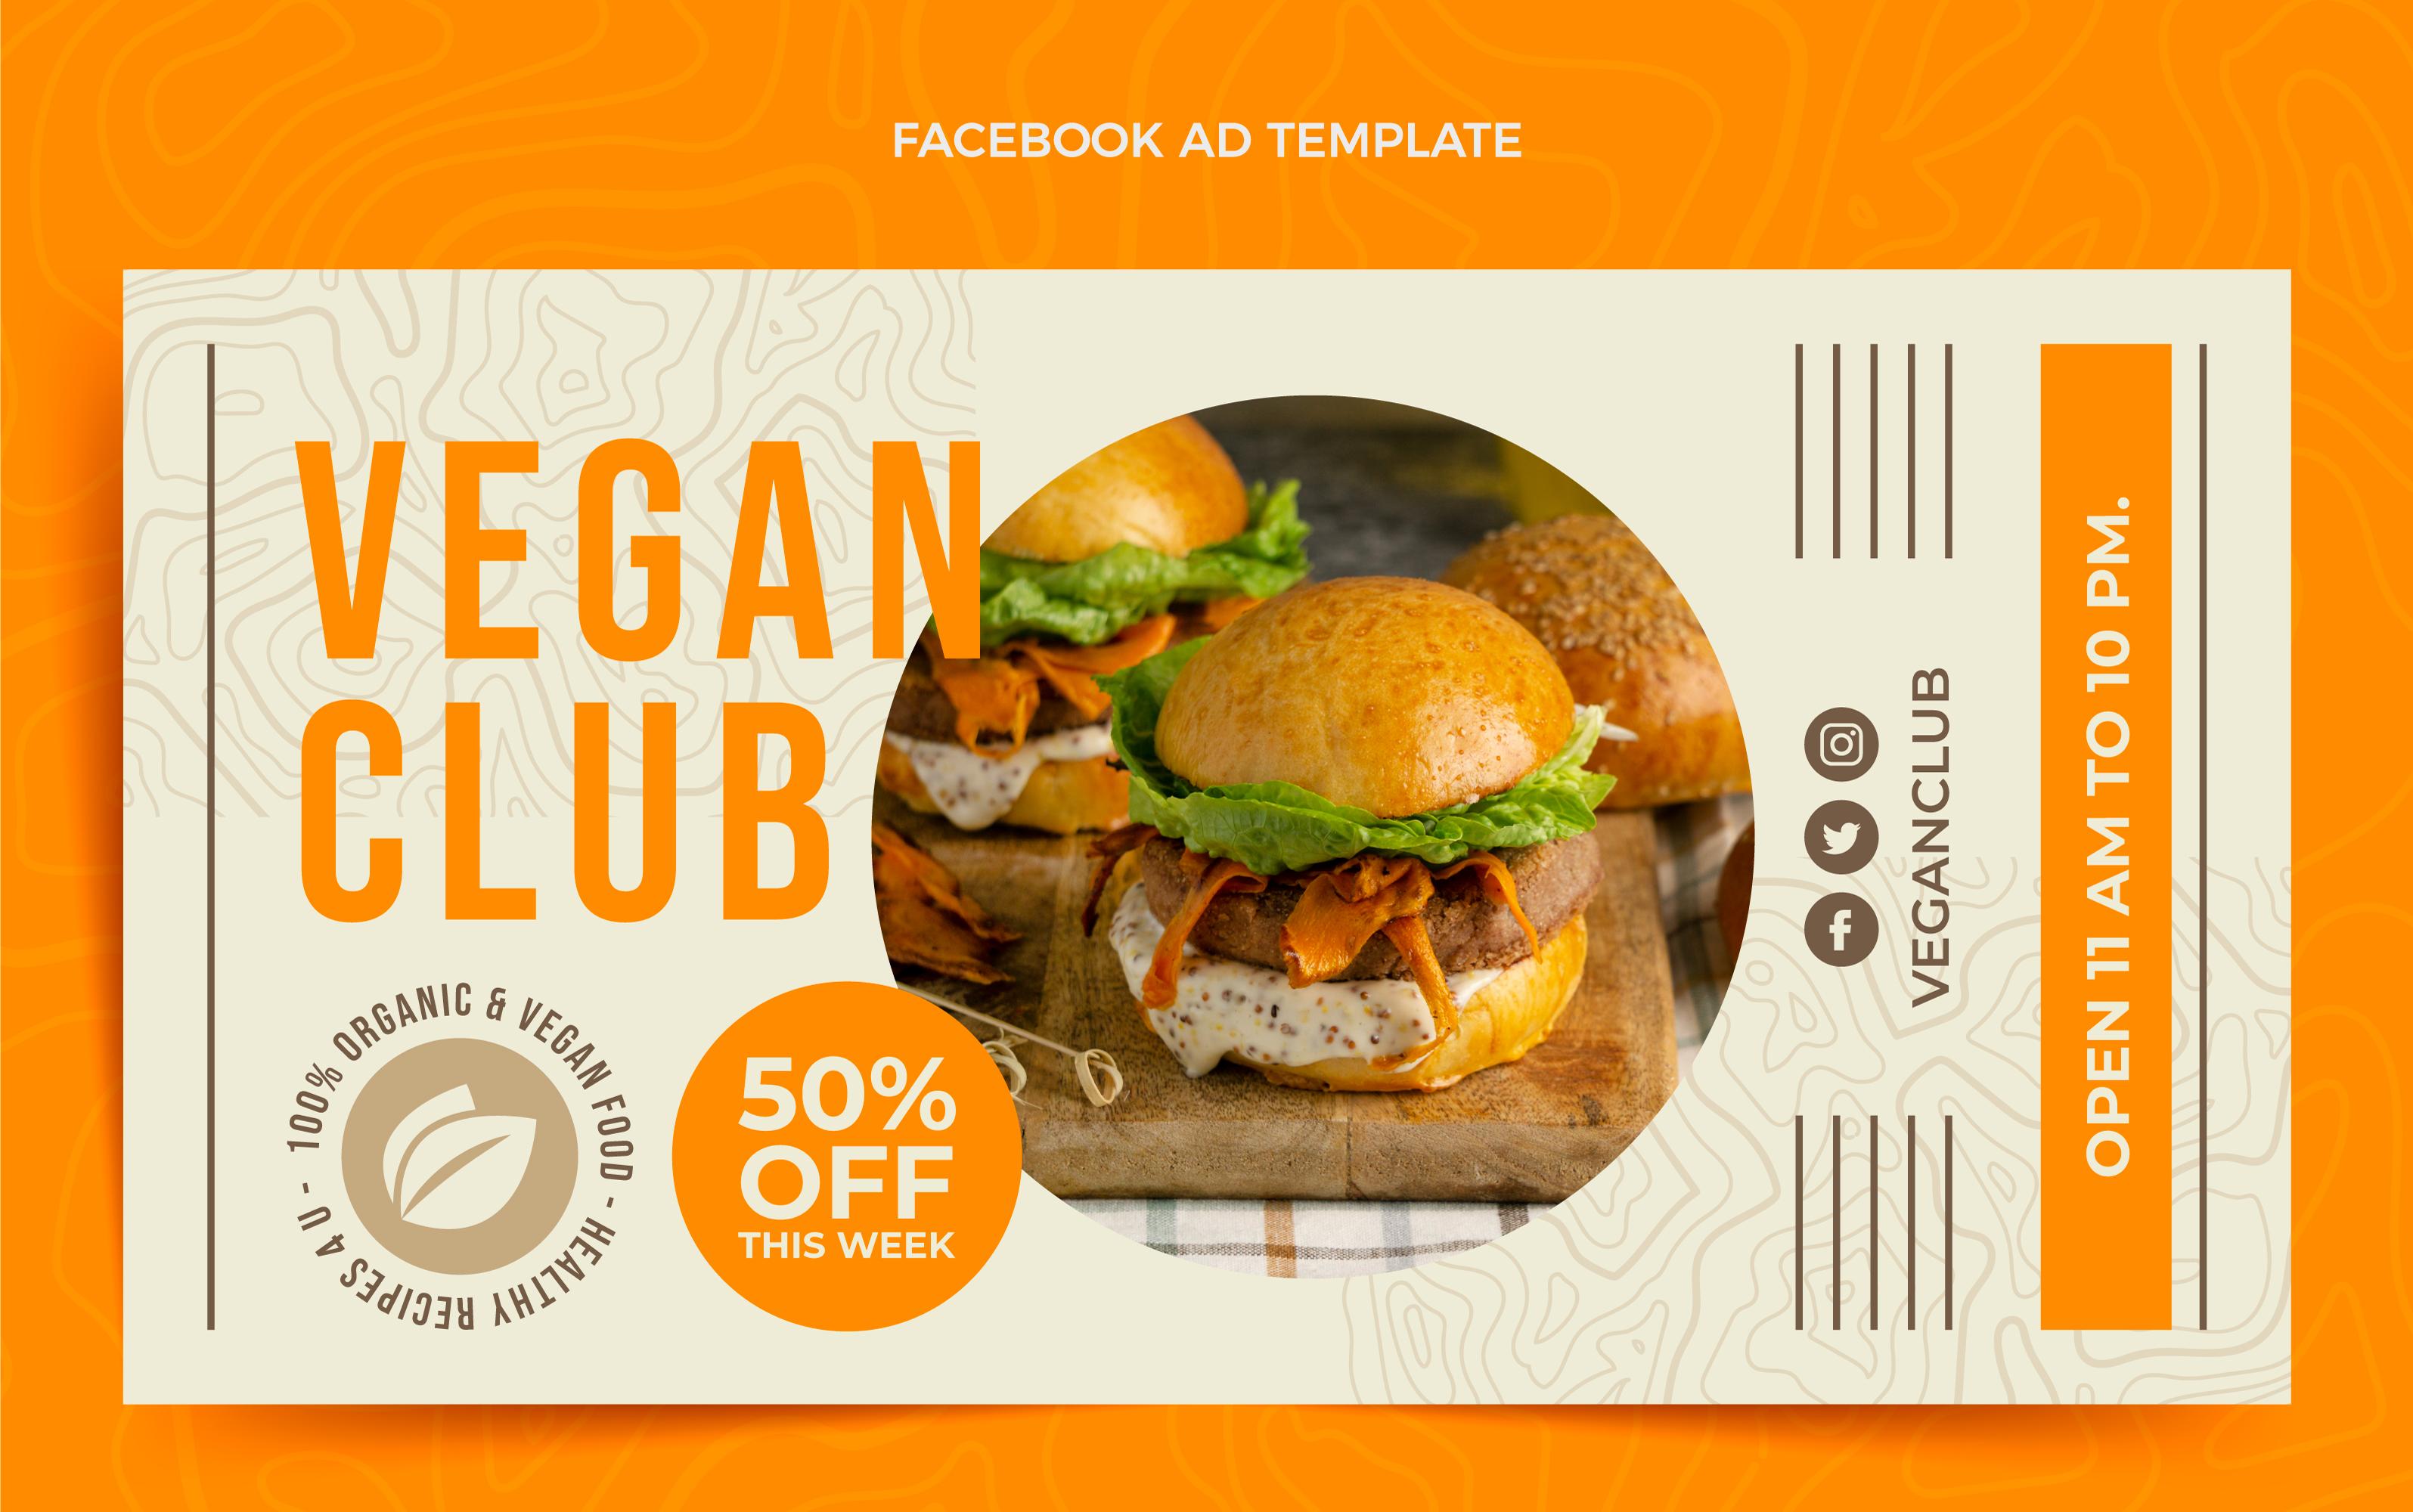 FACEBOOK AD TEMPLATE
VEGAN
CLUB
100% ORGANIC & VEGAN FOOD - HEALTHY RECIPES 4 U -
50%
OFF
THIS WEEK
VEGANCLUB
OPEN 11 AM TO 10 PM.